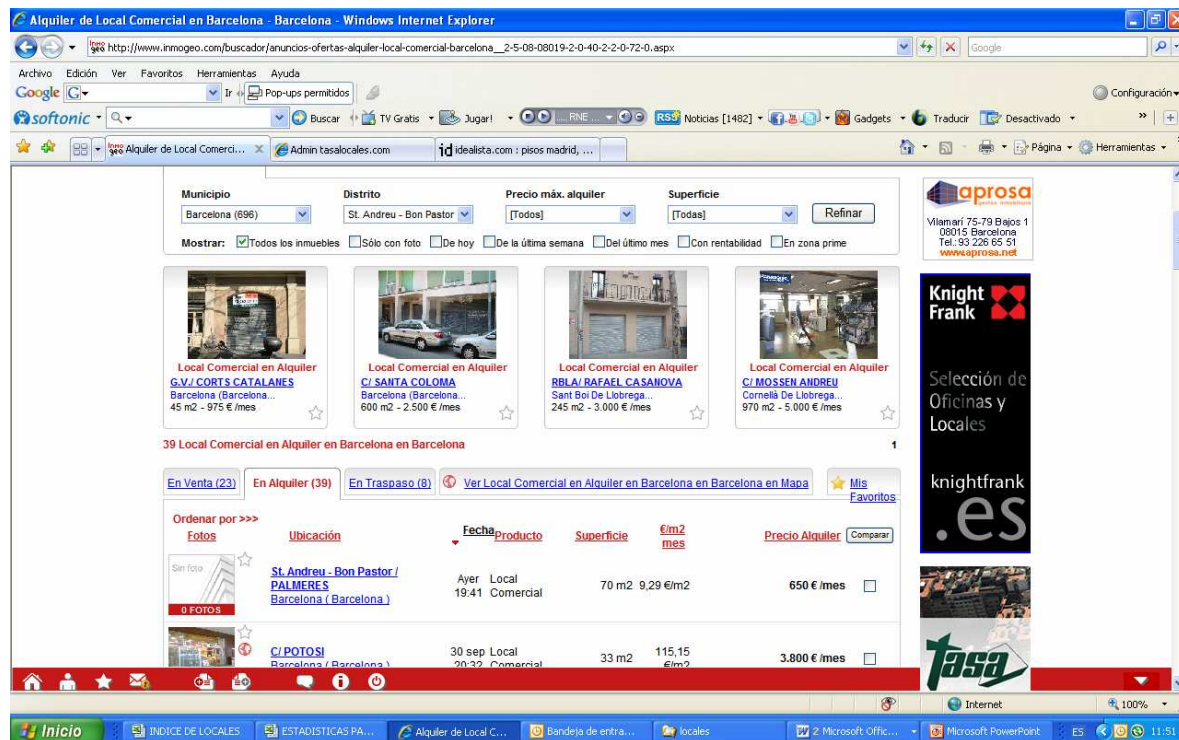 Alquiler de Local Comercial en Barcelona - Barcelona - Windows Internet Explorer
http://www.inmogeo.com/buscador/anuncios-ofertas-alquiler-local-comercial-barcelona__2-5-08-08019-2-0-40-2-2-0-72-0.aspx
Google
Archivo Edición Ver Favoritos Herramientas Ayuda
Google G Ir Pop-ups permitidos Configuración
softonic Buscar TV Gratis Jugar! RNE ... RSS Noticias [1482] Gadgets Traducir Desactivado »
Alquiler de Local Comerci... Admin tasalocales.com idealista.com : pisos madrid, ... Página Herramientas »
Municipio Distrito Precio máx. alquiler Superficie
Barcelona (696) St. Andreu - Bon Pastor [Todos] [Todas] Refinar
Mostrar: Todos los inmuebles Sólo con foto De hoy De la última semana Del último mes Con rentabilidad En zona prime
aprosa
Vilamarí 75-79 Bajos 1
08015 Barcelona
Tel.:93 226 65 51
www.aprosa.net
Local Comercial en Alquiler
G.V./ CORTS CATALANES
Barcelona (Barcelona...
45 m2 - 975 € /mes
Local Comercial en Alquiler
C/ SANTA COLOMA
Barcelona (Barcelona...
600 m2 - 2.500 € /mes
Local Comercial en Alquiler
RBLA/ RAFAEL CASANOVA
Sant Boi De Llobrega...
245 m2 - 3.000 € /mes
Local Comercial en Alquiler
C/ MOSSEN ANDREU
Cornellà De Llobrega...
970 m2 - 5.000 € /mes
Knight
Frank
Selección de
Oficinas y
Locales
knightfrank
.es
39 Local Comercial en Alquiler en Barcelona en Barcelona 1
En Venta (23) En Alquiler (39) En Traspaso (8) Ver Local Comercial en Alquiler en Barcelona en Barcelona en Mapa Mis
Favoritos
Ordenar por >>>
Fotos Ubicación Fecha Producto Superficie €/m2
mes Precio Alquiler Comparar
Sin foto
0 FOTOS
St. Andreu - Bon Pastor /
PALMERES
Barcelona ( Barcelona )
Ayer
19:41
Local
Comercial
70 m2 9,29 €/m2 650 € /mes
C/ POTOSI
Barcelona ( Barcelona )
30 sep
20:32
Local
Comercial
33 m2 115,15
€/m2
3.800 € /mes
tasa
Internet 100%
Inicio INDICE DE LOCALES ESTADISTICAS PA... Alquiler de Local C... Bandeja de entra... locales 2 Microsoft Offic... Microsoft PowerPoint ES 11:51